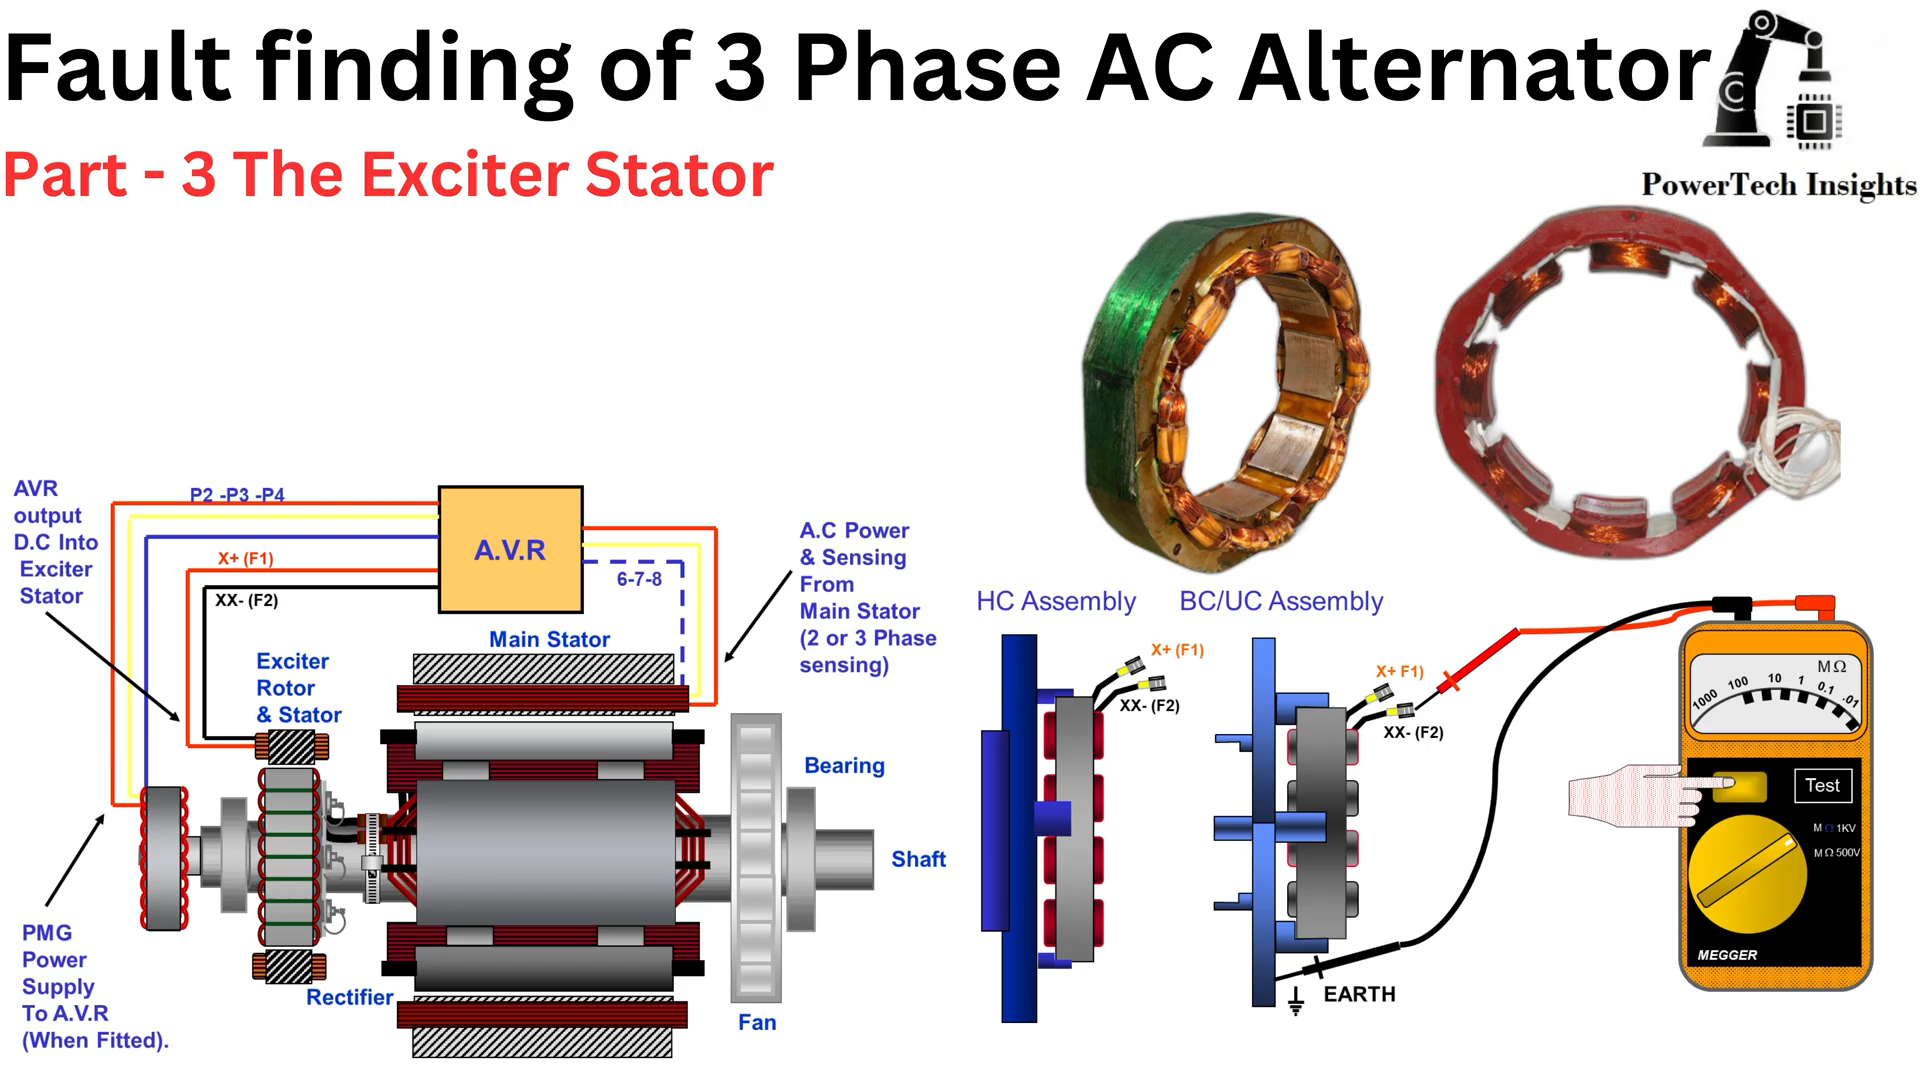 Fault finding of 3 Phase AC Alternator
Part - 3 The Exciter Stator
PowerTech Insights
AVR
output
D.C Into
Exciter
Stator
P2 -P3 -P4
X+ (F1)
XX- (F2)
A.V.R
6-7-8
A.C Power
& Sensing
From
Main Stator
(2 or 3 Phase
sensing)
Main Stator
Exciter
Rotor
& Stator
Bearing
Shaft
Fan
Rectifier
PMG
Power
Supply
To A.V.R
(When Fitted).
HC Assembly
X+ (F1)
XX- (F2)
BC/UC Assembly
X+ F1)
XX- (F2)
EARTH
MΩ
1000 100 10 1 0.1 .01
Test
MΩ 1KV
MΩ 500V
MEGGER